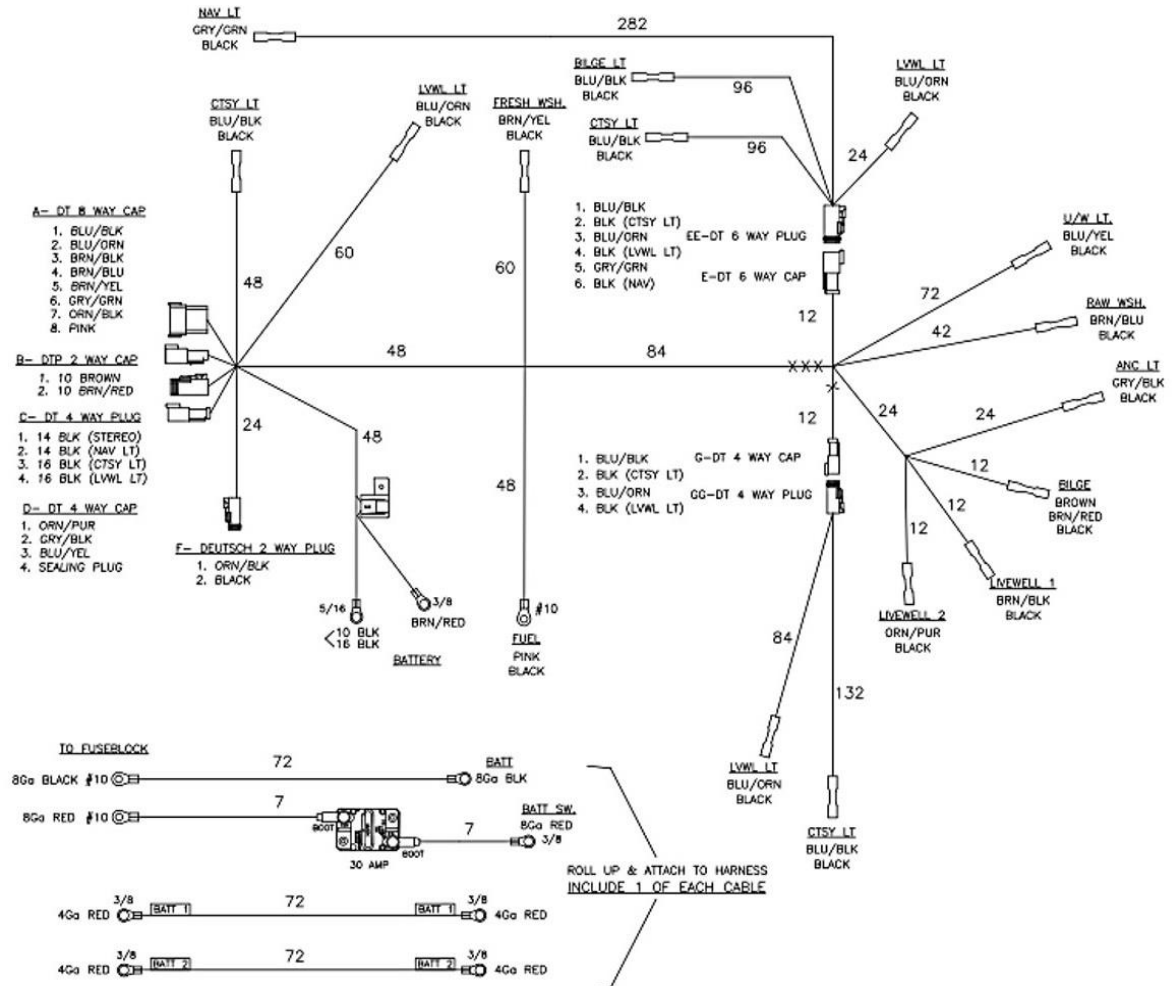 NAV LT
GRY/GRN
BLACK
282
BILGE LT
BLU/BLK
BLACK
96
LVWL LT
BLU/ORN
BLACK
CTSY LT
BLU/BLK
BLACK
LVWL LT
BLU/ORN
BLACK
FRESH WSH.
BRN/YEL
BLACK
CTSY LT
BLU/BLK
BLACK
96
24
A- DT 8 WAY CAP
1. BLU/BLK
2. BLU/ORN
3. BRN/BLK
4. BRN/BLU
5. BRN/YEL
6. GRY/GRN
7. ORN/BLK
8. PINK
48
60
60
1. BLU/BLK
2. BLK (CTSY LT)
3. BLU/ORN
4. BLK (LVWL LT)
5. GRY/GRN
6. BLK (NAV)
EE-DT 6 WAY PLUG
E-DT 6 WAY CAP
12
U/W LT.
BLU/YEL
BLACK
72
RAW WSH.
BRN/BLU
BLACK
42
B- DTP 2 WAY CAP
1. 10 BROWN
2. 10 BRN/RED
48
84
XXX
X
ANC LT
GRY/BLK
BLACK
24
24
C- DT 4 WAY PLUG
1. 14 BLK (STEREO)
2. 14 BLK (NAV LT)
3. 16 BLK (CTSY LT)
4. 16 BLK (LVWL LT)
24
48
12
D- DT 4 WAY CAP
1. ORN/PUR
2. GRY/BLK
3. BLU/YEL
4. SEALING PLUG
48
1. BLU/BLK
2. BLK (CTSY LT)
3. BLU/ORN
4. BLK (LVWL LT)
G-DT 4 WAY CAP
GG-DT 4 WAY PLUG
12
BILGE
BROWN
BRN/RED
BLACK
12
12
F- DEUTSCH 2 WAY PLUG
1. ORN/BLK
2. BLACK
LIVEWELL 1
BRN/BLK
BLACK
LIVEWELL 2
ORN/PUR
BLACK
5/16
10 BLK
16 BLK
3/8
BRN/RED
BATTERY
#10
FUEL
PINK
BLACK
84
132
LVWL LT
BLU/ORN
BLACK
CTSY LT
BLU/BLK
BLACK
TO FUSEBLOCK
8Ga BLACK #10
72
BATT
8Ga BLK
8Ga RED #10
7
BOOT
30 AMP
BOOT
7
BATT SW.
8Ga RED
3/8
ROLL UP & ATTACH TO HARNESS
INCLUDE 1 OF EACH CABLE
4Ga RED
3/8
BATT 1
72
BATT 1
3/8
4Ga RED
4Ga RED
3/8
BATT 2
72
BATT 2
3/8
4Ga RED